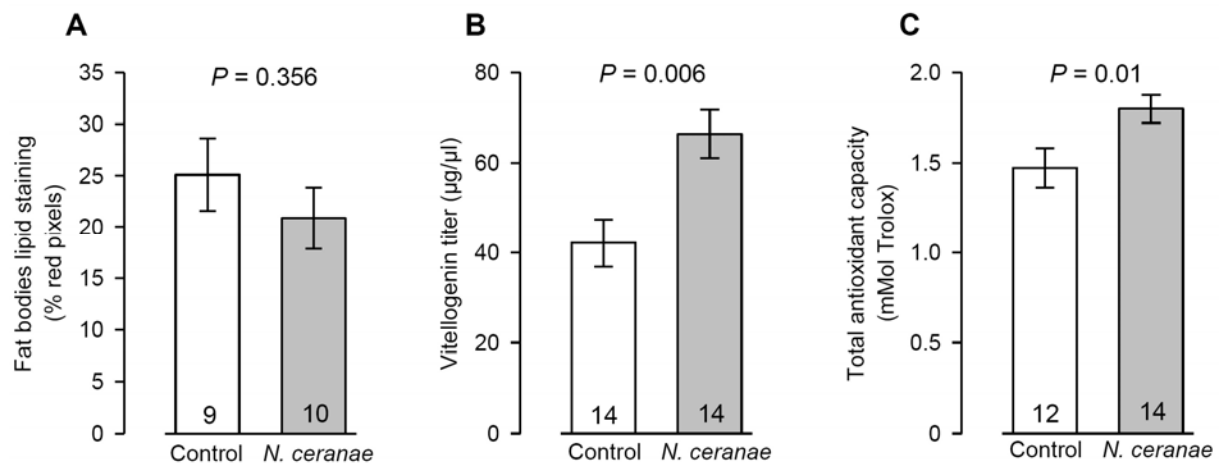 A
P = 0.356
Fat bodies lipid staining
(% red pixels)
35
30
25
20
15
10
5
0
9
10
Control
N. ceranae
B
P = 0.006
Vitellogenin titer (µg/µl)
80
60
40
20
0
14
14
Control
N. ceranae
C
P = 0.01
Total antioxidant capacity
(mMol Trolox)
2.0
1.5
1.0
0.5
0
12
14
Control
N. ceranae